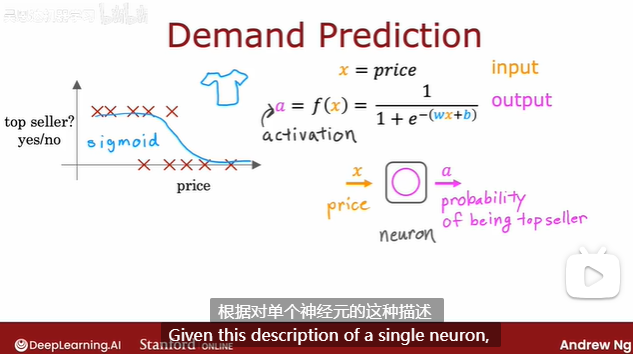 Demand Prediction
x = price
input
a = f(x) = 1 / (1 + e^-(wx+b))
output
activation
top seller?
yes/no
sigmoid
price
x
price
a
probability
of being top seller
neuron
根据对单个神经元的这种描述
Given this description of a single neuron,
DeepLearning.AI
Stanford ONLINE
Andrew Ng